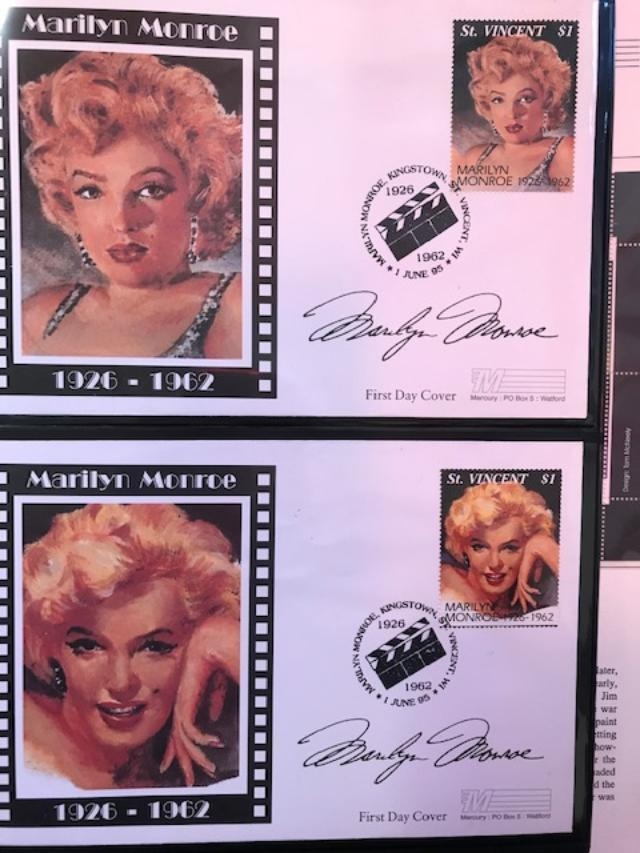 Marilyn Monroe
St. VINCENT $1
MARILYN
MONROE 1926-1962
MARILYN MONROE, KINGSTOWN, ST. VINCENT, WI
1926
1962
* 1 JUNE 95 *
Marilyn Monroe
1926 - 1962
First Day Cover
M
Mercury : PO Box 5 : Watford
Design: Tom
Marilyn Monroe
St. VINCENT $1
MARILYN
MONROE 1926-1962
MARILYN MONROE, KINGSTOWN, ST. VINCENT, WI
1926
1962
* 1 JUNE 95 *
Marilyn Monroe
1926 - 1962
First Day Cover
M
Mercury : PO Box 5 : Watford
later,
early,
Jim
war
paint
etting
how-
r the
aded
d the
was